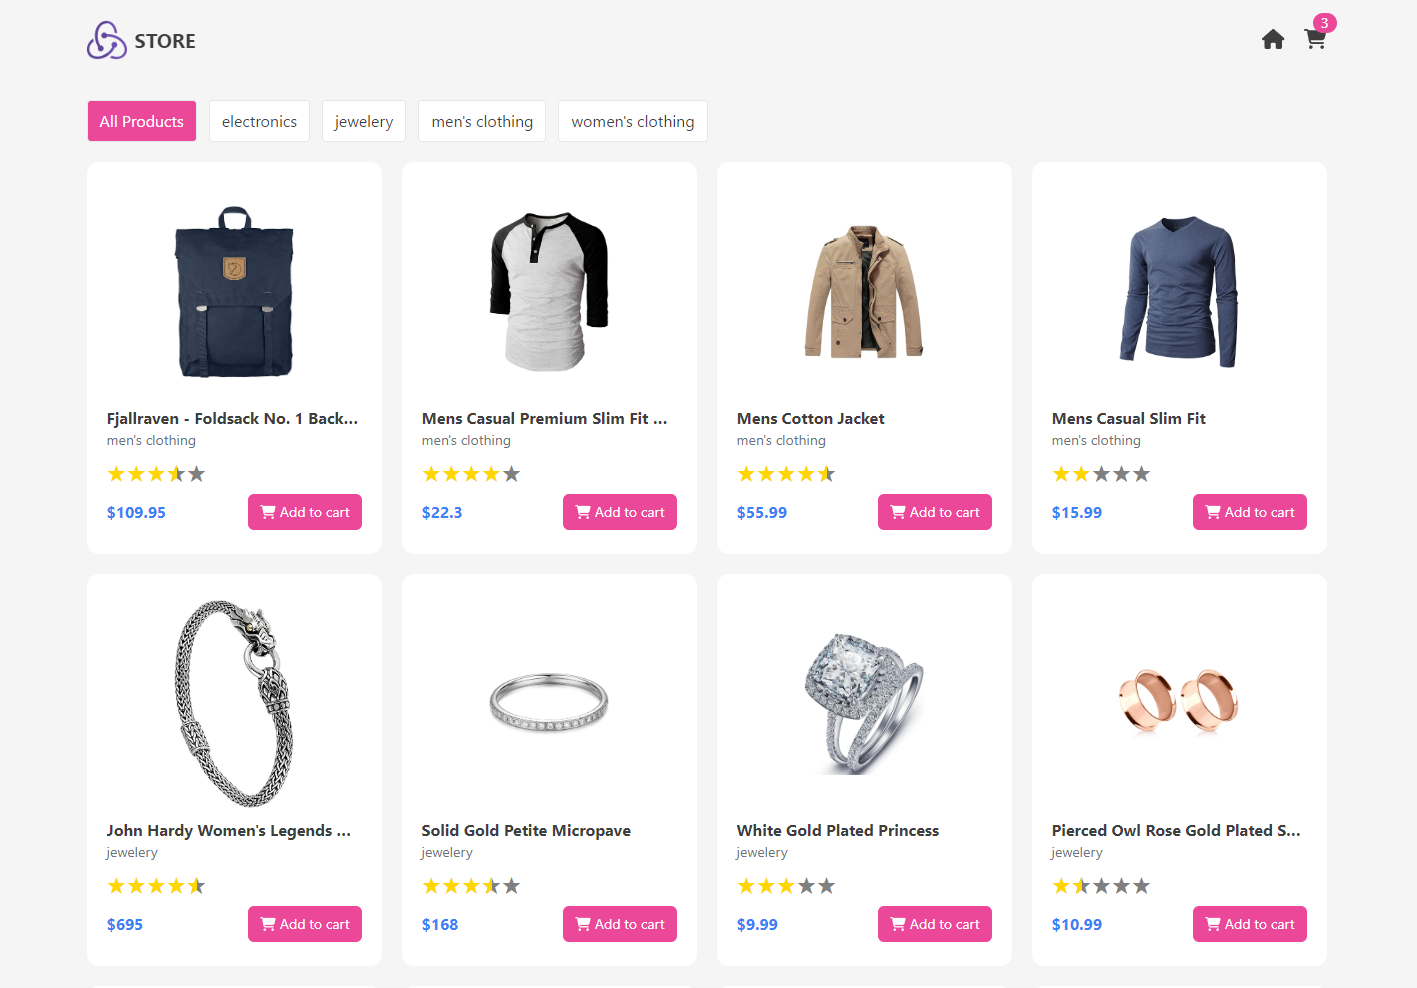 STORE
3
All Products
electronics
jewelery
men's clothing
women's clothing
Fjallraven - Foldsack No. 1 Back...
men's clothing
$109.95
Add to cart
Mens Casual Premium Slim Fit ...
men's clothing
$22.3
Add to cart
Mens Cotton Jacket
men's clothing
$55.99
Add to cart
Mens Casual Slim Fit
men's clothing
$15.99
Add to cart
John Hardy Women's Legends ...
jewelery
$695
Add to cart
Solid Gold Petite Micropave
jewelery
$168
Add to cart
White Gold Plated Princess
jewelery
$9.99
Add to cart
Pierced Owl Rose Gold Plated S...
jewelery
$10.99
Add to cart